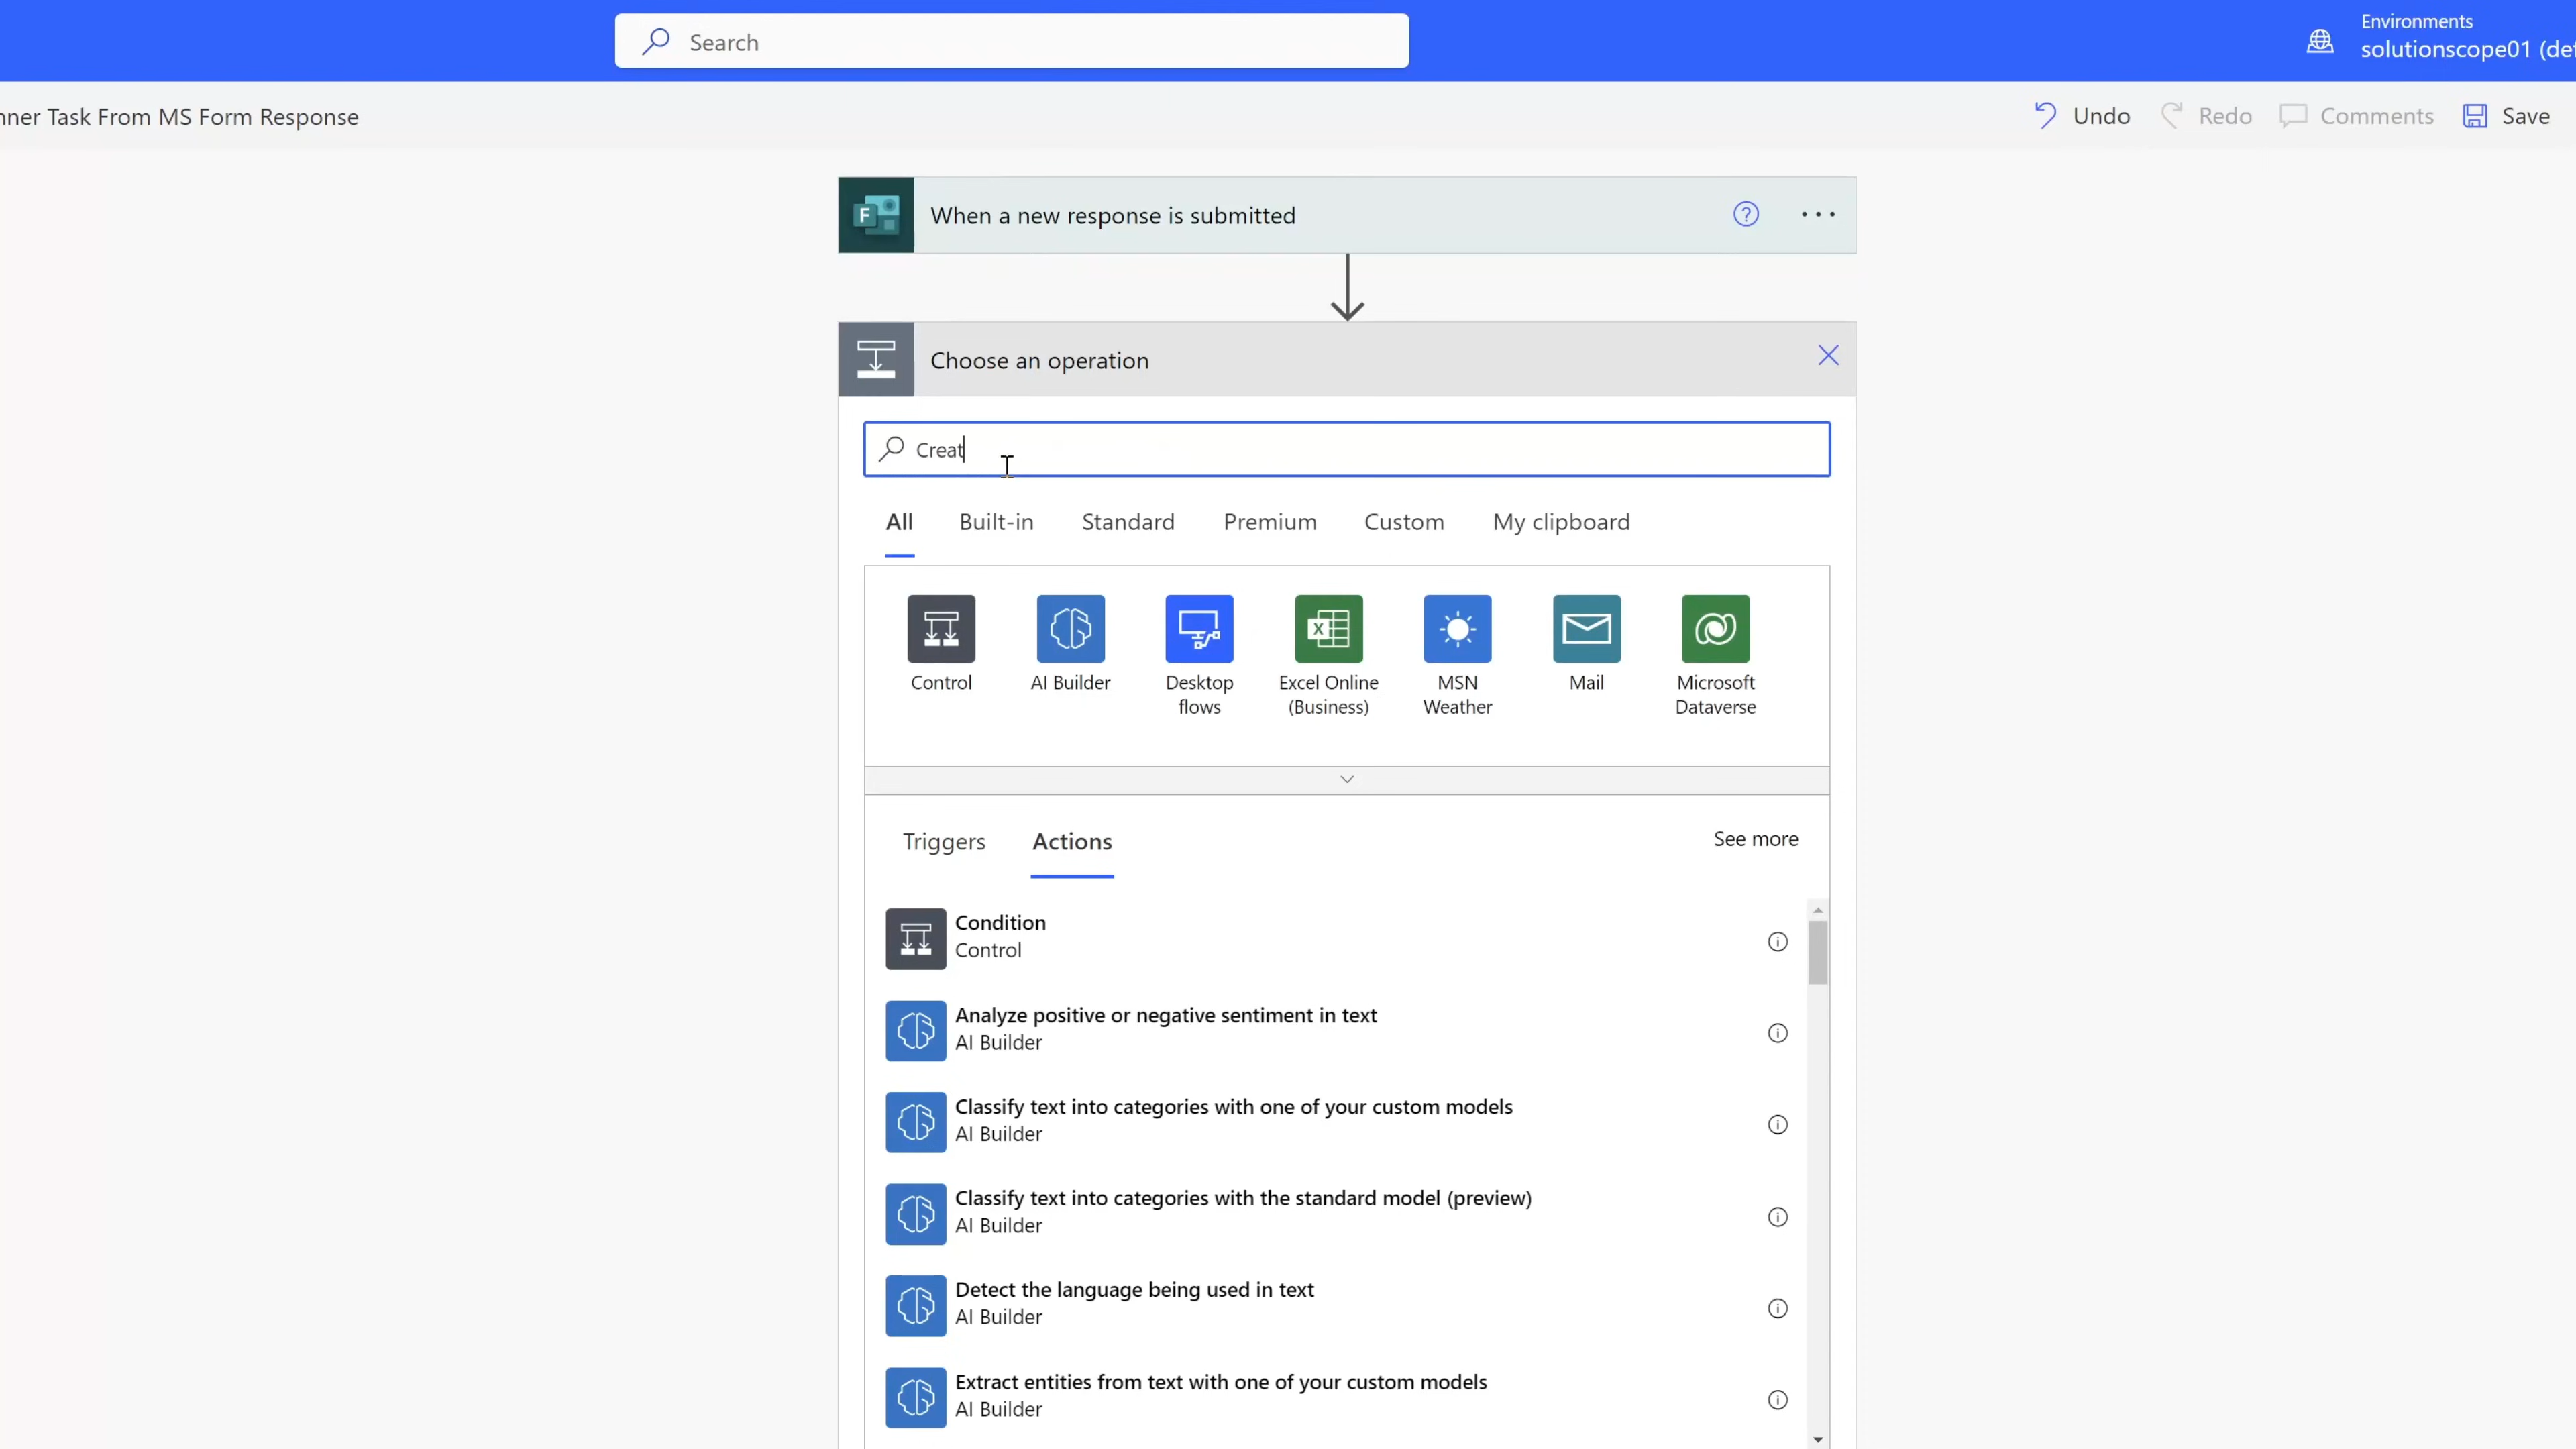 Search
Environments
solutionscope01 (def
nner Task From MS Form Response
Undo
Redo
Comments
Save
When a new response is submitted
Choose an operation
Creat
All
Built-in
Standard
Premium
Custom
My clipboard
Control
AI Builder
Desktop
flows
Excel Online
(Business)
MSN
Weather
Mail
Microsoft
Dataverse
Triggers
Actions
See more
Condition
Control
Analyze positive or negative sentiment in text
AI Builder
Classify text into categories with one of your custom models
AI Builder
Classify text into categories with the standard model (preview)
AI Builder
Detect the language being used in text
AI Builder
Extract entities from text with one of your custom models
AI Builder